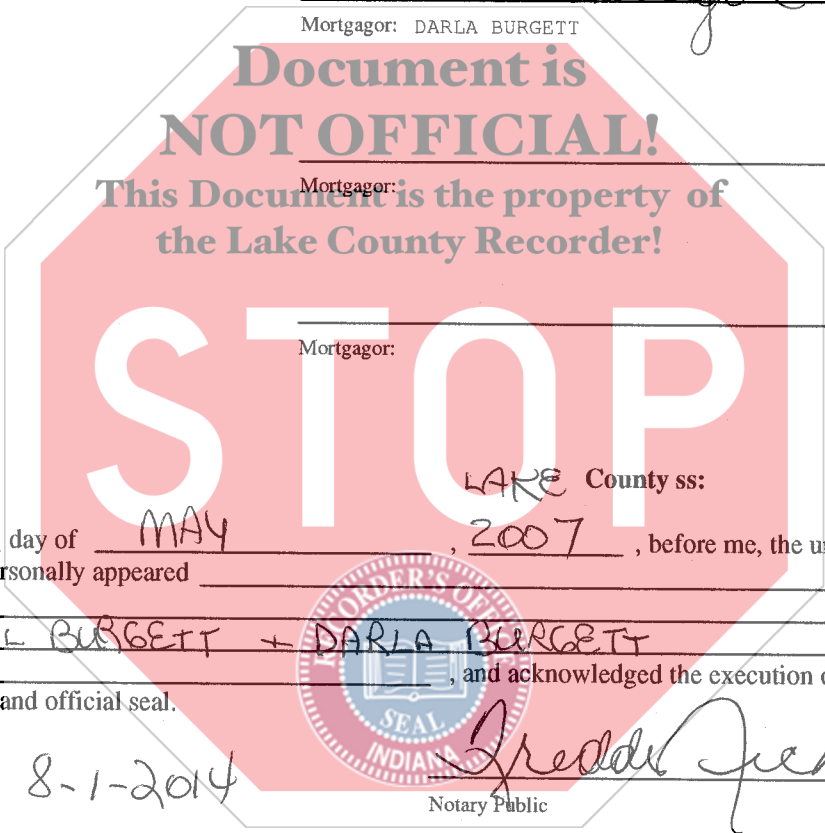 Mortgagor: DARLA BURGETT
Document is
NOT OFFICIAL!
Mortgagor:
This Document is the property of
the Lake County Recorder!
STOP
Mortgagor:
LAKE County ss:
day of MAY , 2007 , before me, the
rsonally appeared
L BURGETT + DARLA BURGETT
, and acknowledged the execution
and official seal.
RECORDER'S OFFICE
SEAL
INDIANA
8-1-2014
Notary Public